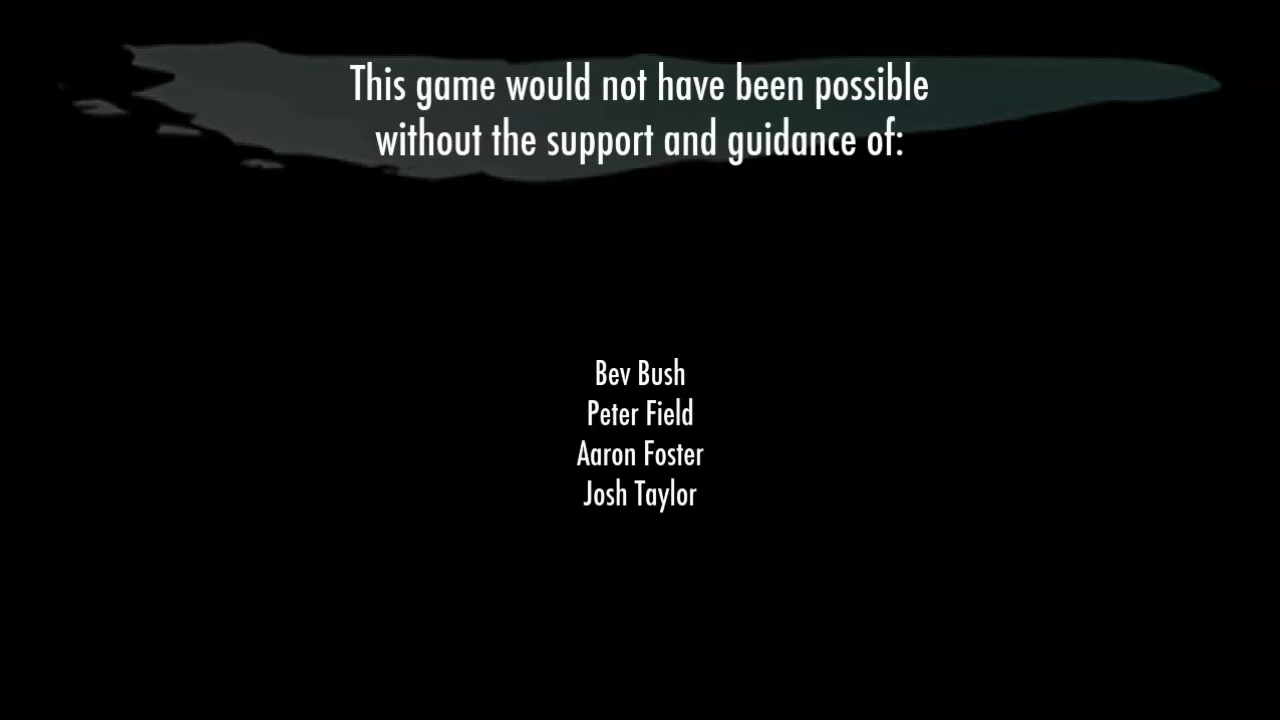 This game would not have been possible
without the support and guidance of:
Bev Bush
Peter Field
Aaron Foster
Josh Taylor